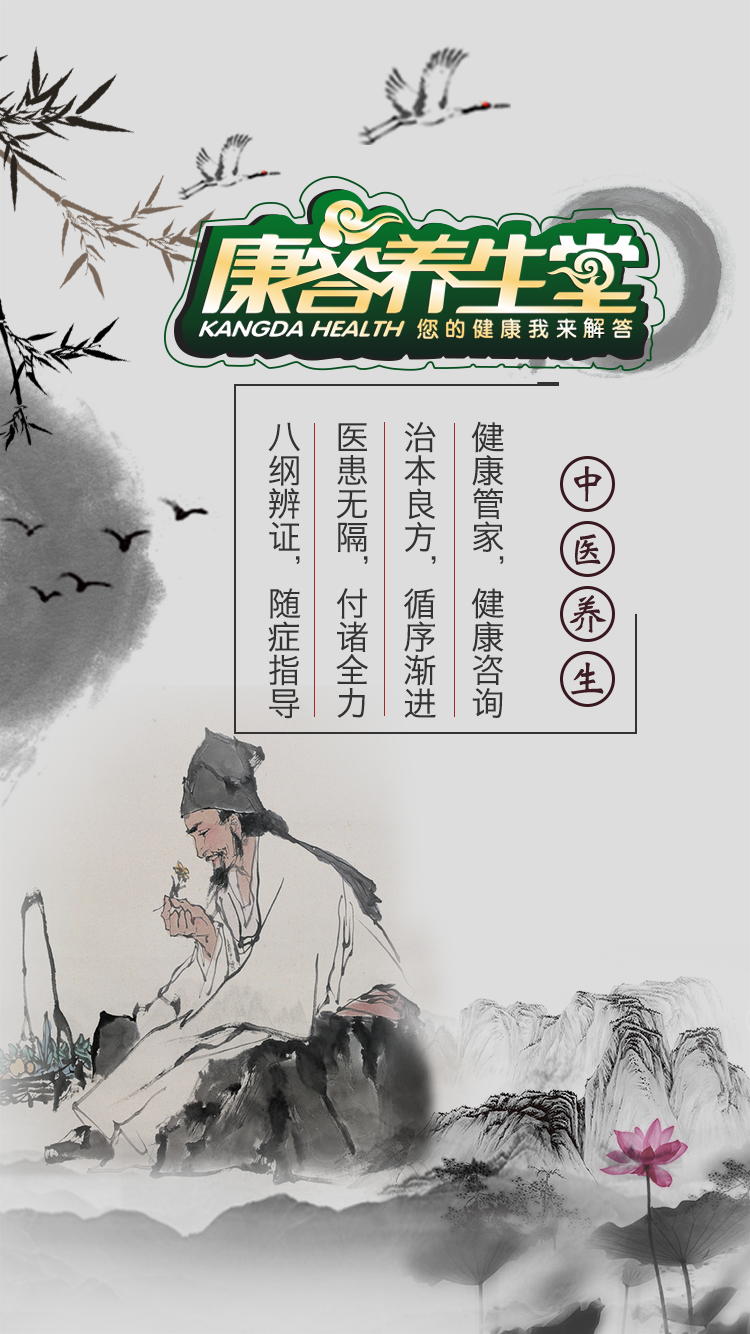 康答养生堂
KANGDA HEALTH 您的健康我来解答
中医养生
健康管家，健康咨询
治本良方，循序渐进
医患无隔，付诸全力
八纲辨证，随症指导